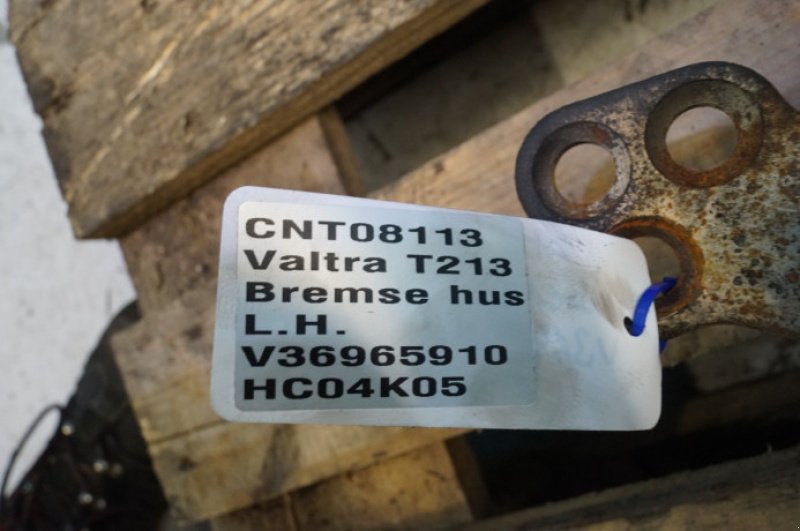 CNT08113
Valtra T213
Bremse hus
L.H.
V36965910
HC04K05